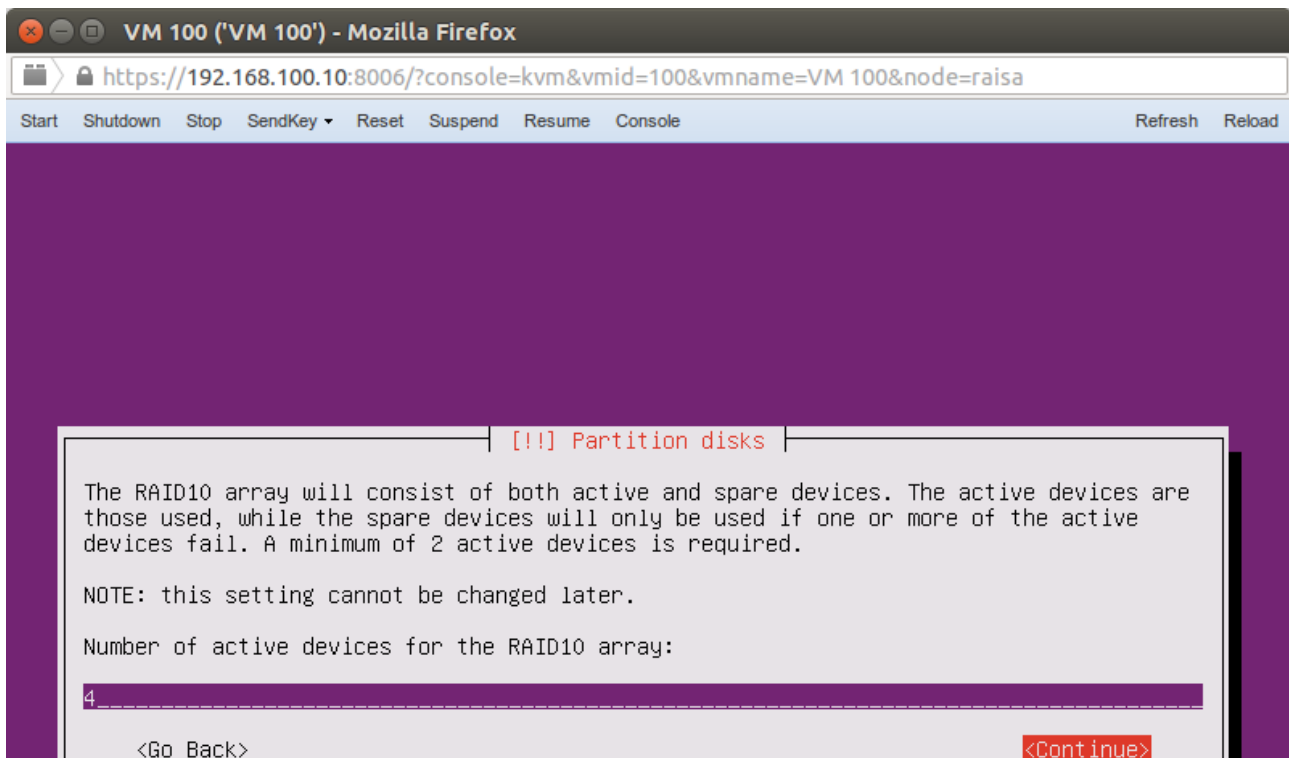 VM 100 ('VM 100') - Mozilla Firefox
https://192.168.100.10:8006/?console=kvm&vmid=100&vmname=VM 100&node=raisa
Start Shutdown Stop SendKey Reset Suspend Resume Console Refresh Reload
[!!] Partition disks
The RAID10 array will consist of both active and spare devices. The active devices are
those used, while the spare devices will only be used if one or more of the active
devices fail. A minimum of 2 active devices is required.
NOTE: this setting cannot be changed later.
Number of active devices for the RAID10 array:
4
<Go Back> <Continue>